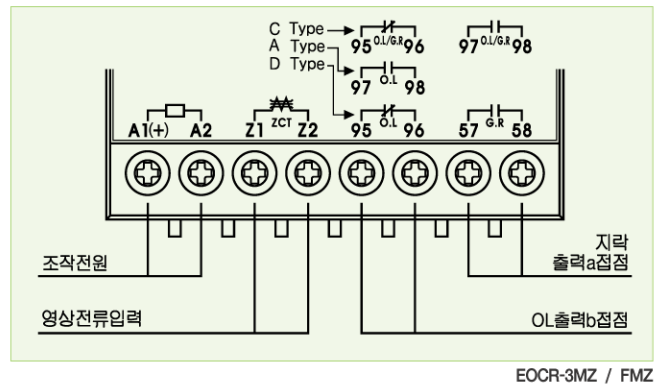 C Type 95 O.L/G.R 96 97 O.L/G.R 98
A Type 97 O.L 98
D Type 95 O.L 96 57 G.R 58
A1(+) A2 Z1 ZCT Z2
조작전원
지락
출력a접점
영상전류입력
OL출력b접점
EOCR-3MZ / FMZ